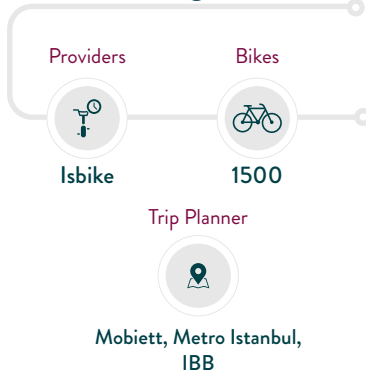 Providers
Bikes
Isbike
1500
Trip Planner
Mobiett, Metro Istanbul,
IBB